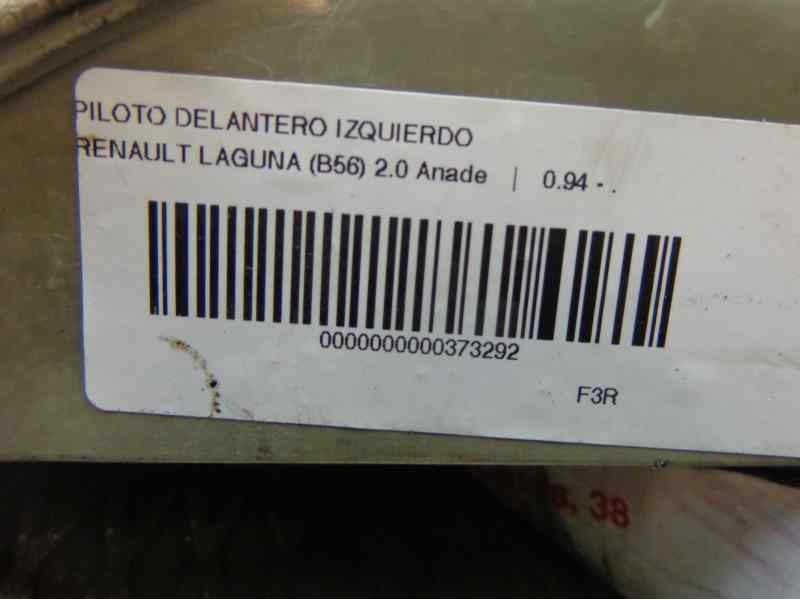 PILOTO DELANTERO IZQUIERDO
RENAULT LAGUNA (B56) 2.0 Anade | 0.94 - .
0000000000373292
F3R
s. 38